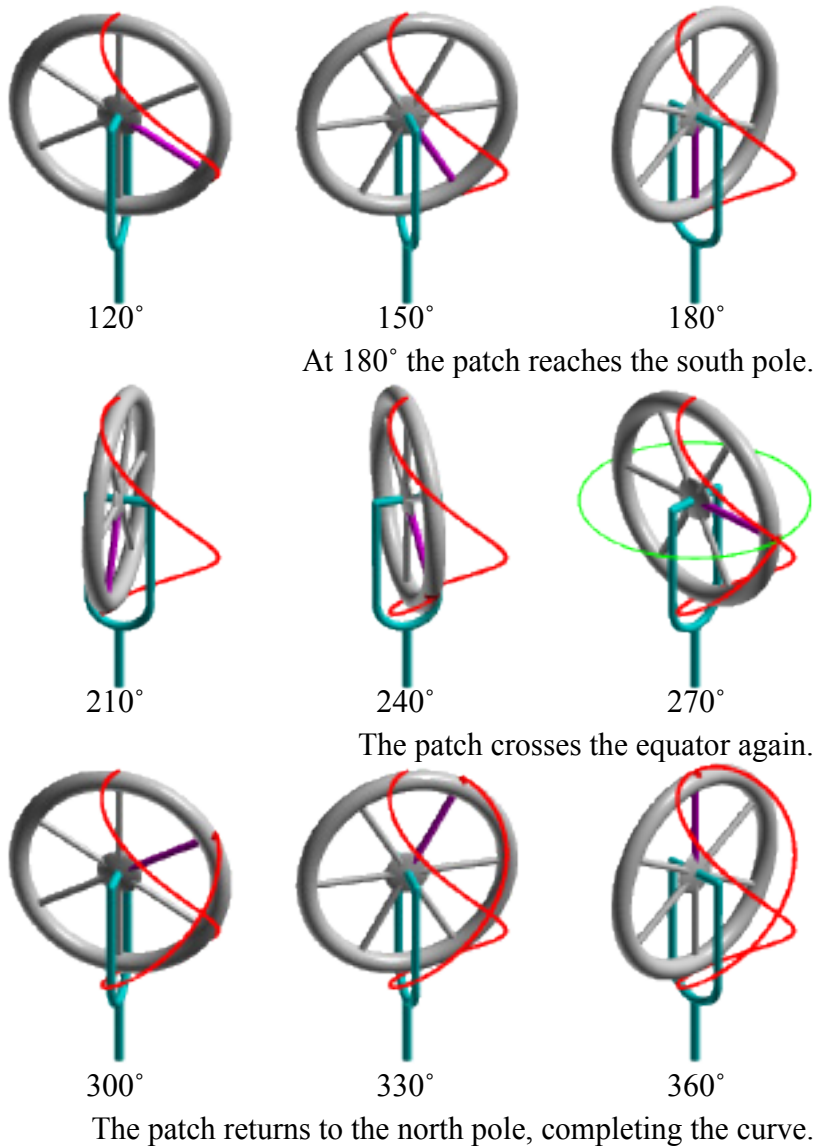 120˚ 150˚ 180˚
At 180˚ the patch reaches the south pole.
210˚ 240˚ 270˚
The patch crosses the equator again.
300˚ 330˚ 360˚
The patch returns to the north pole, completing the curve.